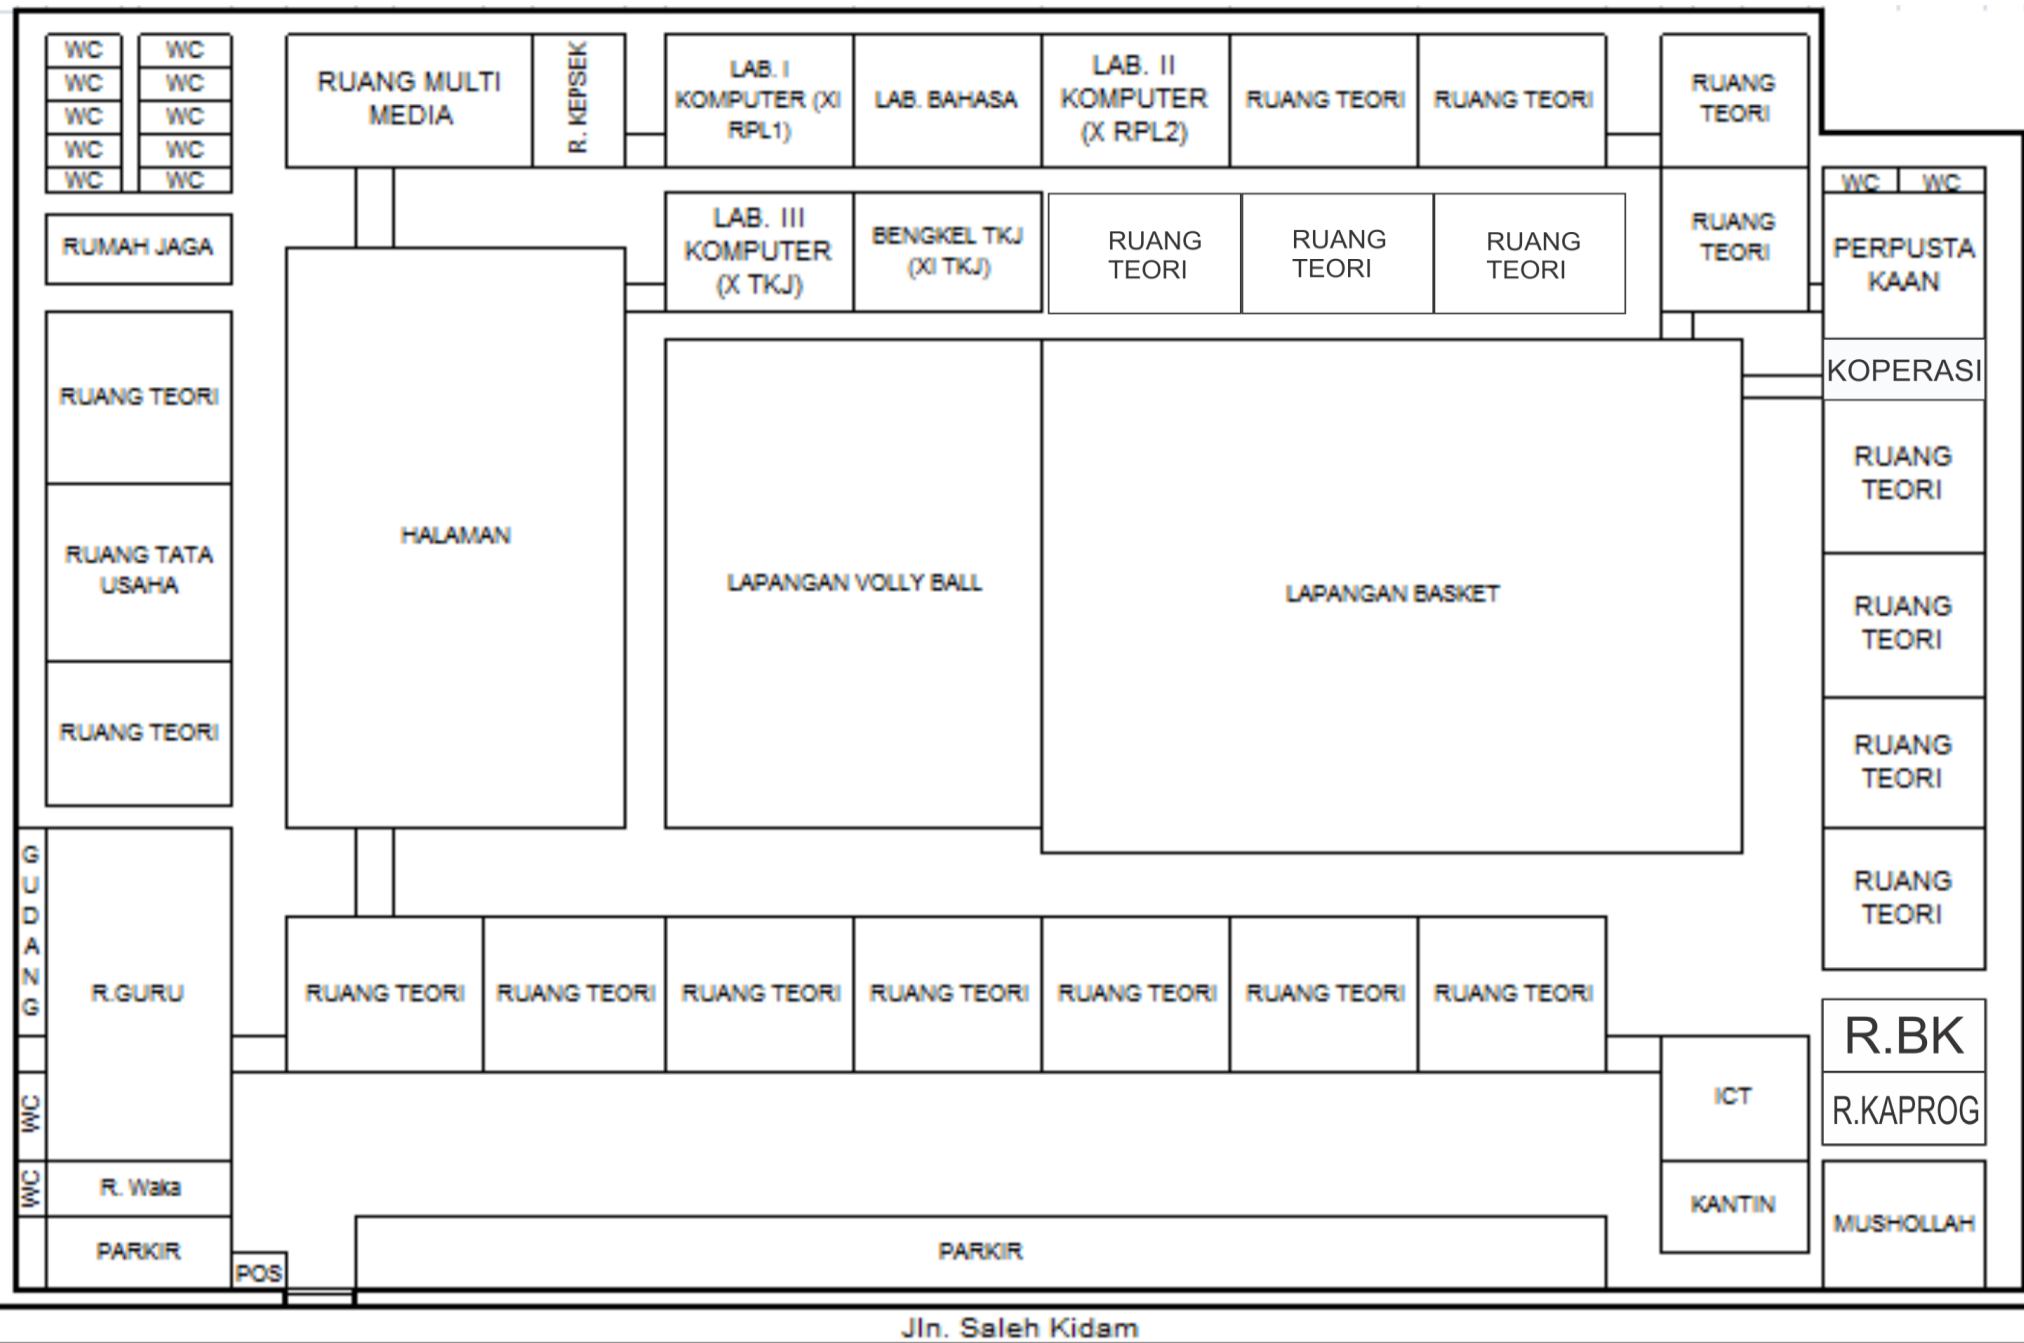 WC
WC
WC
WC
WC
WC
WC
WC
WC
WC
RUANG MULTI
MEDIA
R. KEPSEK
LAB. I
KOMPUTER (XI
RPL1)
LAB. BAHASA
LAB. II
KOMPUTER
(X RPL2)
RUANG TEORI
RUANG TEORI
RUANG
TEORI
RUMAH JAGA
LAB. III
KOMPUTER
(X TKJ)
BENGKEL TKJ
(XI TKJ)
RUANG
TEORI
RUANG
TEORI
RUANG
TEORI
RUANG
TEORI
WC
WC
PERPUSTA
KAAN
KOPERASI
RUANG TEORI
RUANG TATA
USAHA
RUANG TEORI
HALAMAN
LAPANGAN VOLLY BALL
LAPANGAN BASKET
RUANG
TEORI
RUANG
TEORI
RUANG
TEORI
RUANG
TEORI
GUDANG
R.GURU
RUANG TEORI
RUANG TEORI
RUANG TEORI
RUANG TEORI
RUANG TEORI
RUANG TEORI
RUANG TEORI
R.BK
R.KAPROG
ICT
WC
WC
R. Waka
KANTIN
MUSHOLLAH
PARKIR
POS
PARKIR
Jln. Saleh Kidam